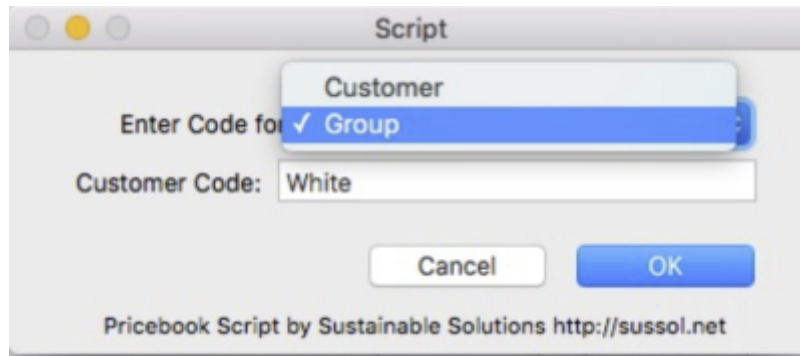 Script
Customer
Enter Code for ✓ Group
Customer Code: White
Cancel OK
Pricebook Script by Sustainable Solutions http://sussol.net